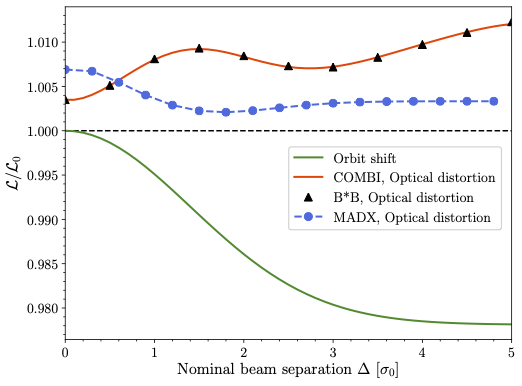 1.010
1.005
1.000
0.995
0.990
0.985
0.980
ℒ/ℒ₀
Orbit shift
COMBI, Optical distortion
B*B, Optical distortion
MADX, Optical distortion
0 1 2 3 4 5
Nominal beam separation Δ [σ₀]